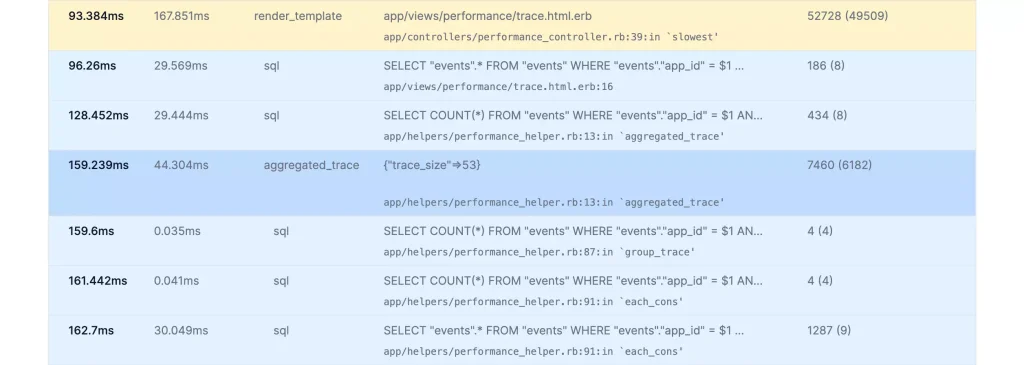 93.384ms 167.851ms render_template app/views/performance/trace.html.erb 52728 (49509)
app/controllers/performance_controller.rb:39:in `slowest'
96.26ms 29.569ms sql SELECT "events".* FROM "events" WHERE "events"."app_id" = $1 ... 186 (8)
app/views/performance/trace.html.erb:16
128.452ms 29.444ms sql SELECT COUNT(*) FROM "events" WHERE "events"."app_id" = $1 AN... 434 (8)
app/helpers/performance_helper.rb:13:in `aggregated_trace'
159.239ms 44.304ms aggregated_trace {"trace_size"=>53} 7460 (6182)
app/helpers/performance_helper.rb:13:in `aggregated_trace'
159.6ms 0.035ms sql SELECT COUNT(*) FROM "events" WHERE "events"."app_id" = $1 AN... 4 (4)
app/helpers/performance_helper.rb:87:in `group_trace'
161.442ms 0.041ms sql SELECT COUNT(*) FROM "events" WHERE "events"."app_id" = $1 AN... 4 (4)
app/helpers/performance_helper.rb:91:in `each_cons'
162.7ms 30.049ms sql SELECT "events".* FROM "events" WHERE "events"."app_id" = $1 ... 1287 (9)
app/helpers/performance_helper.rb:91:in `each_cons'